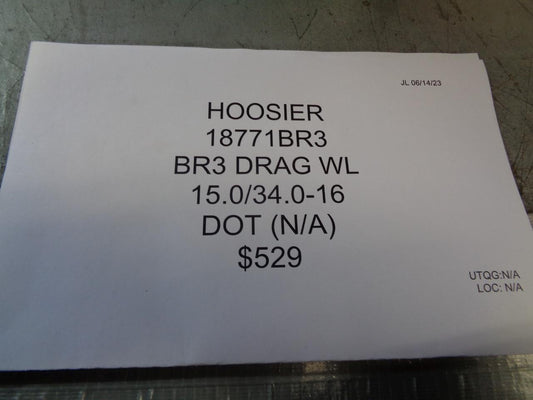 JL 06/14/23
HOOSIER
18771BR3
BR3 DRAG WL
15.0/34.0-16
DOT (N/A)
$529
UTQG:N/A
LOC: N/A